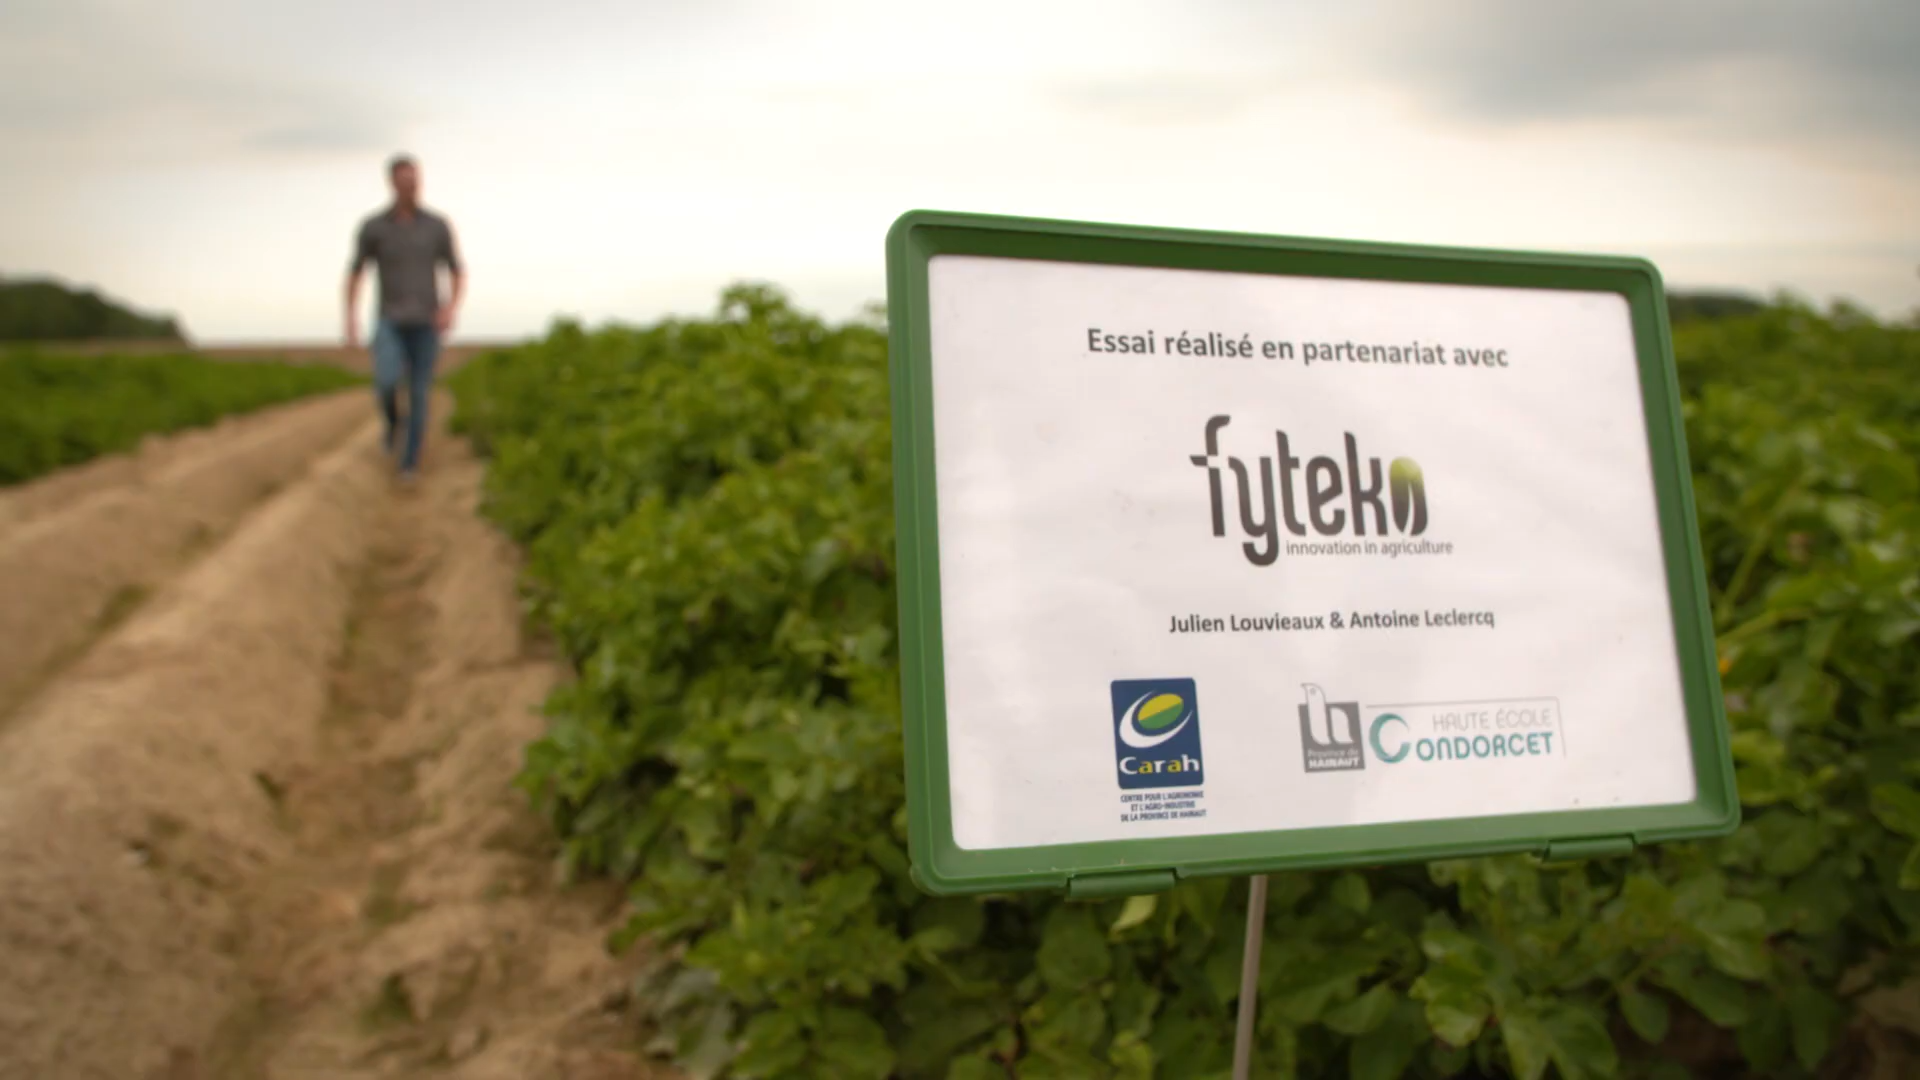 Essai réalisé en partenariat avec
fyteko
innovation in agriculture
Julien Louvieaux & Antoine Leclercq
Carah
CENTRE POUR L'AGRONOMIE
ET L'AGRO-INDUSTRIE
DE LA PROVINCE DE HAINAUT
Province de
HAINAUT
HAUTE ÉCOLE
CONDORCET